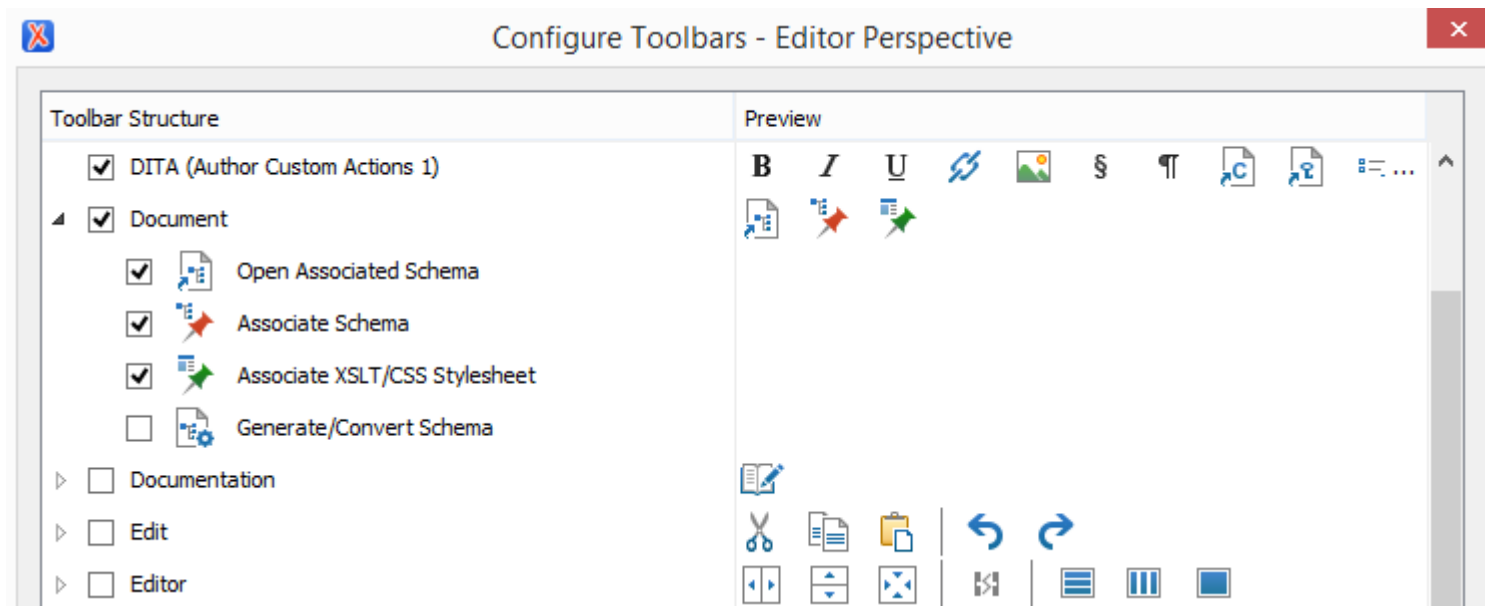 Configure Toolbars - Editor Perspective
Toolbar Structure Preview
DITA (Author Custom Actions 1) B I U § ¶ C ...
Document
Open Associated Schema
Associate Schema
Associate XSLT/CSS Stylesheet
Generate/Convert Schema
Documentation
Edit
Editor